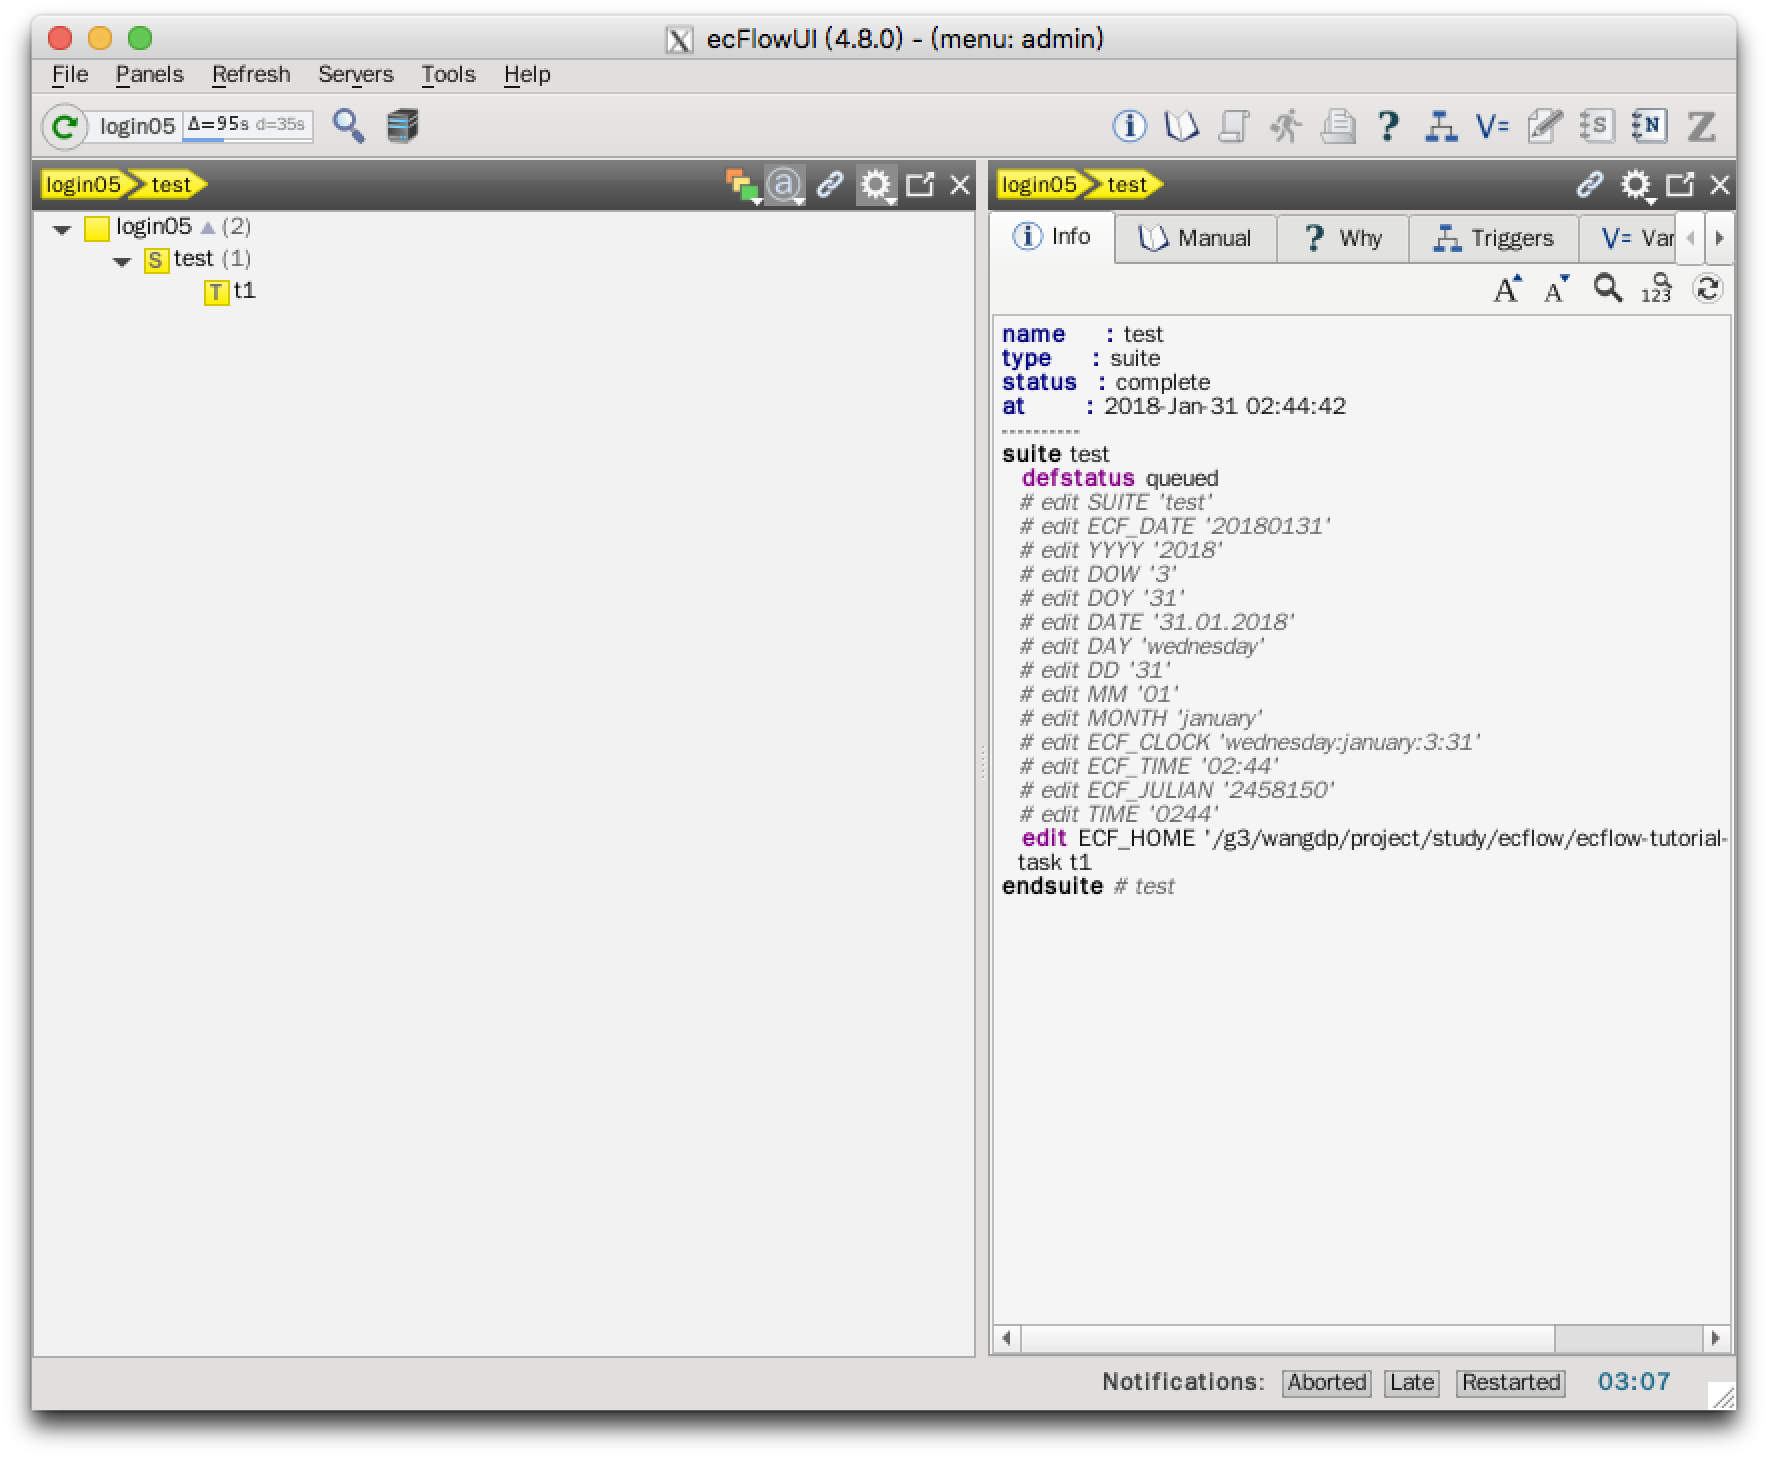 ecFlowUI (4.8.0) - (menu: admin)
File Panels Refresh Servers Tools Help
login05 Δ=95s d=35s V= S N Z
login05 test
login05 (2)
test (1)
S
T t1
login05 test
Info Manual ? Why Triggers V= Var
A A 123
name : test
type : suite
status : complete
at : 2018-Jan-31 02:44:42
----------
suite test
defstatus queued
# edit SUITE 'test'
# edit ECF_DATE '20180131'
# edit YYYY '2018'
# edit DOW '3'
# edit DOY '31'
# edit DATE '31.01.2018'
# edit DAY 'wednesday'
# edit DD '31'
# edit MM '01'
# edit MONTH 'january'
# edit ECF_CLOCK 'wednesday:january:3:31'
# edit ECF_TIME '02:44'
# edit ECF_JULIAN '2458150'
# edit TIME '0244'
edit ECF_HOME '/g3/wangdp/project/study/ecflow/ecflow-tutorial-
task t1
endsuite # test
Notifications: Aborted Late Restarted 03:07